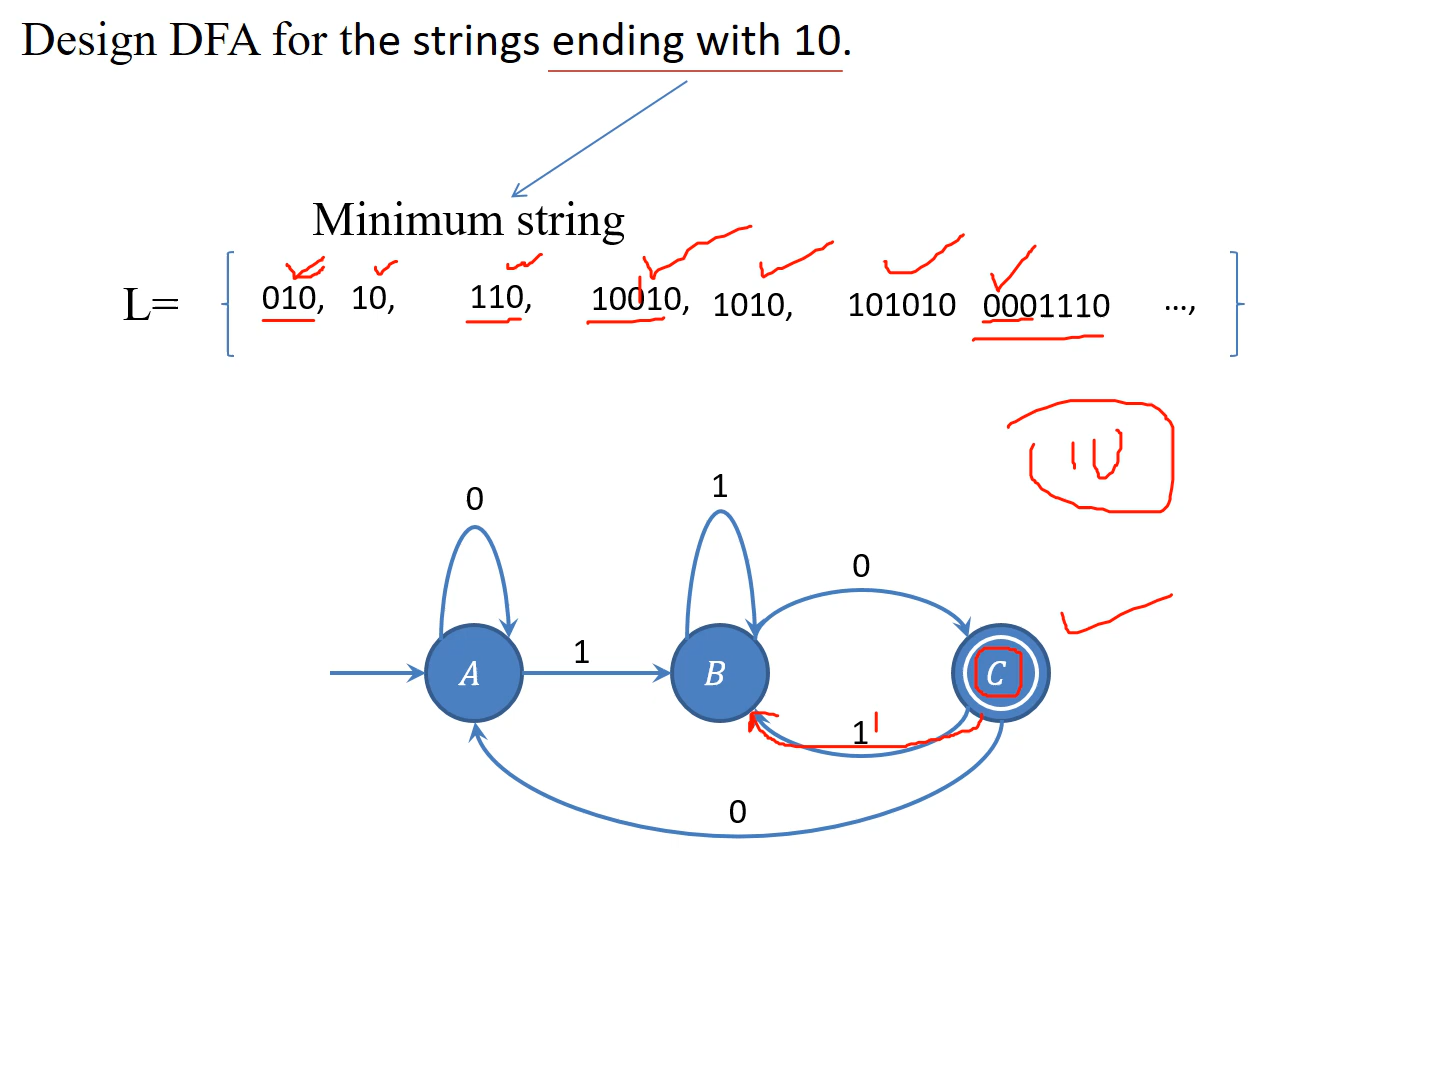 Design DFA for the strings ending with 10.
Minimum string
L= { 010, 10, 110, 10010, 1010, 101010 0001110 ..., }
10
0
1
0
A
1
B
C
1
0